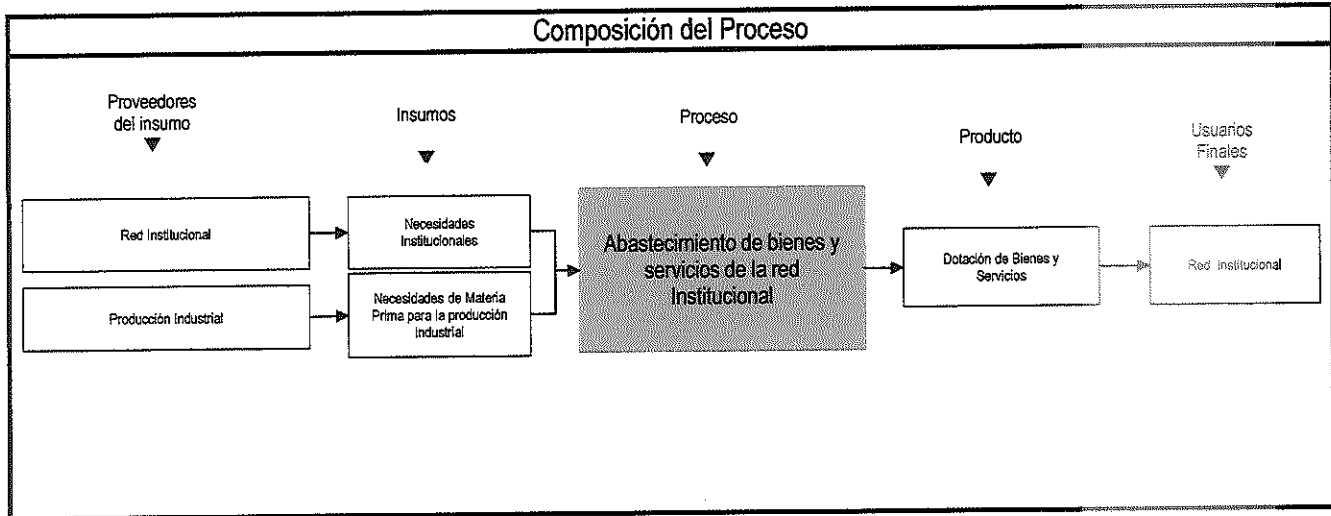 Composición del Proceso
Proveedores
del insumo
Insumos
Proceso
Producto
Usuarios
Finales
Red Institucional
Necesidades
Institucionales
Abastecimiento de bienes y
servicios de la red
Institucional
Dotación de Bienes y
Servicios
Red Institucional
Producción Industrial
Necesidades de Materia
Prima para la producción
Industrial